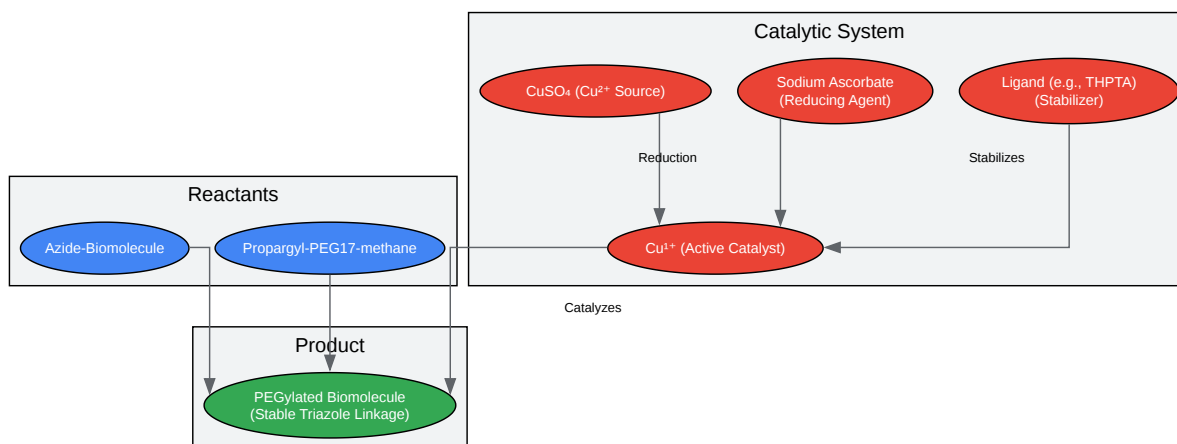 Catalytic System
CuSO₄ (Cu²⁺ Source)
Sodium Ascorbate
(Reducing Agent)
Ligand (e.g., THPTA)
(Stabilizer)
Reduction
Stabilizes
Reactants
Azide-Biomolecule
Propargyl-PEG17-methane
Cu¹⁺ (Active Catalyst)
Catalyzes
Product
PEGylated Biomolecule
(Stable Triazole Linkage)